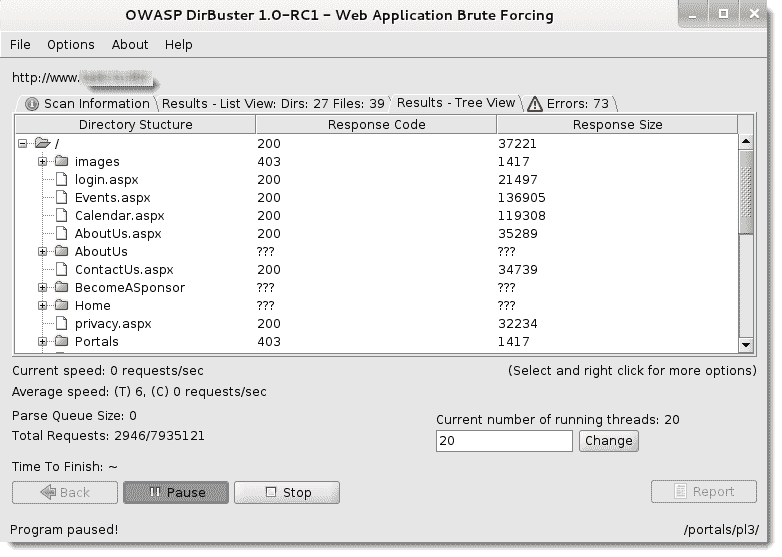 OWASP DirBuster 1.0-RC1 - Web Application Brute Forcing
File Options About Help
http://www.
Scan Information Results - List View: Dirs: 27 Files: 39 Results - Tree View Errors: 73
Directory Stucture Response Code Response Size
/ 200 37221
images 403 1417
login.aspx 200 21497
Events.aspx 200 136905
Calendar.aspx 200 119308
AboutUs.aspx 200 35289
AboutUs ??? ???
ContactUs.aspx 200 34739
BecomeASponsor ??? ???
Home ??? ???
privacy.aspx 200 32234
Portals 403 1417
Current speed: 0 requests/sec (Select and right click for more options)
Average speed: (T) 6, (C) 0 requests/sec
Parse Queue Size: 0
Current number of running threads: 20
Total Requests: 2946/7935121
20 Change
Time To Finish: ~
Back Pause Stop Report
Program paused! /portals/pl3/